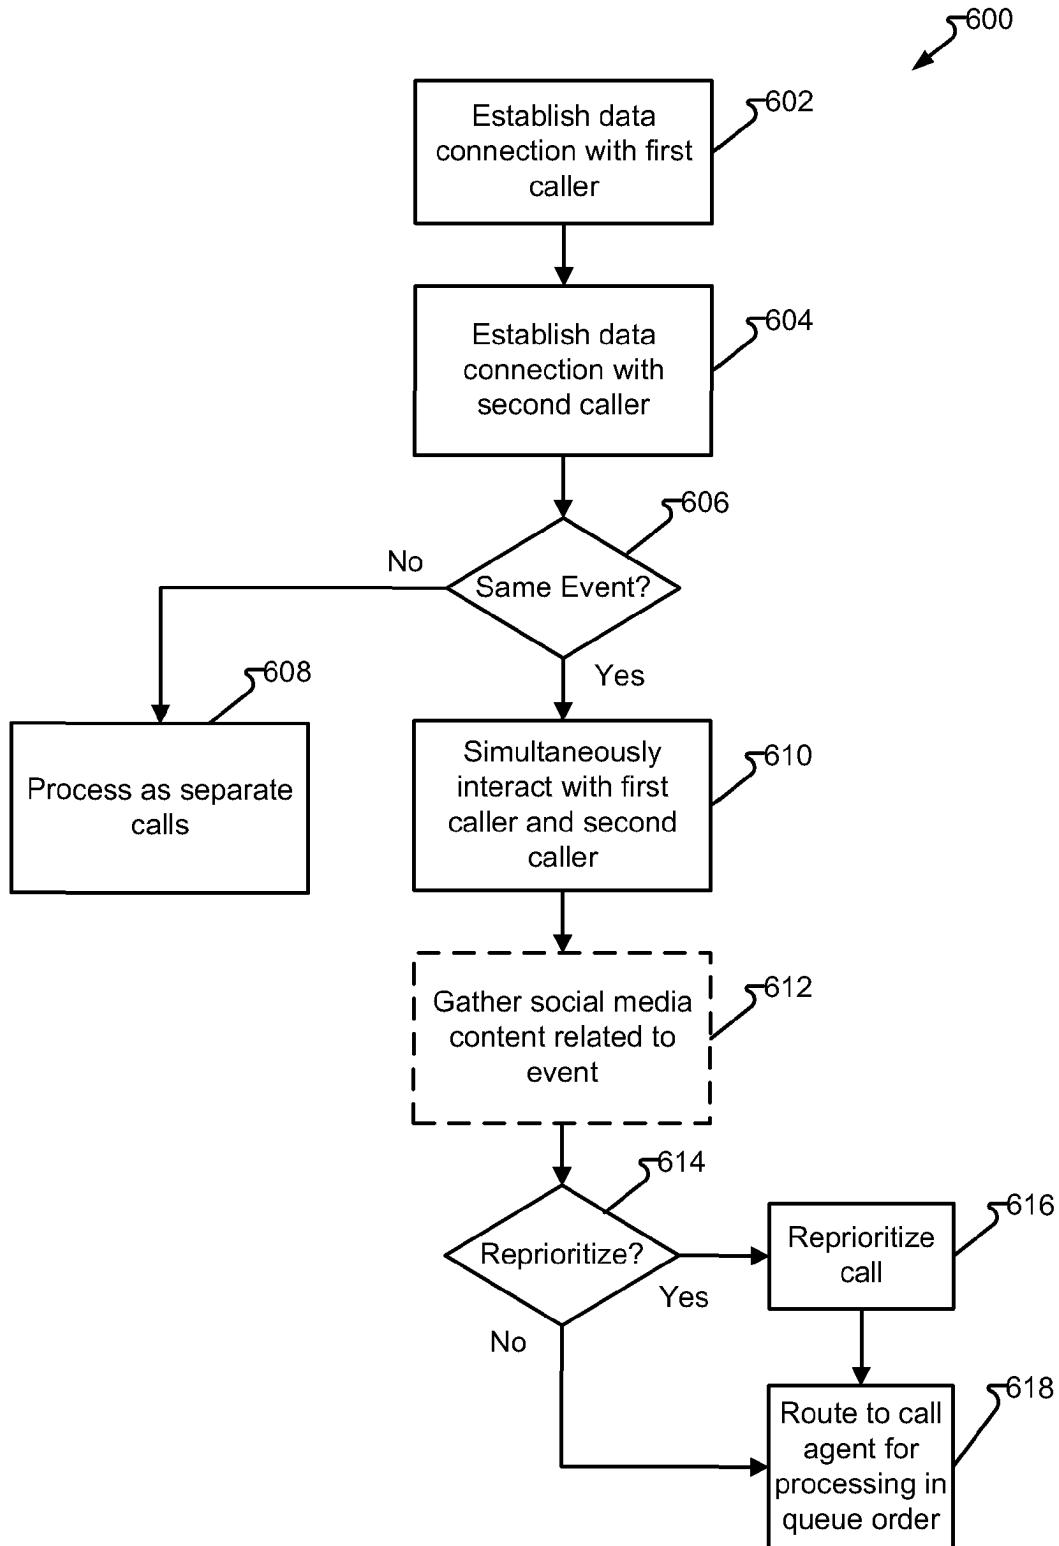 600
Establish data
connection with first
caller
602
Establish data
connection with
second caller
604
606
Same Event?
No
Yes
608
Process as separate
calls
Simultaneously
interact with first
caller and second
caller
610
Gather social media
content related to
event
612
614
Reprioritize?
Yes
No
Reprioritize
call
616
Route to call
agent for
processing in
queue order
618